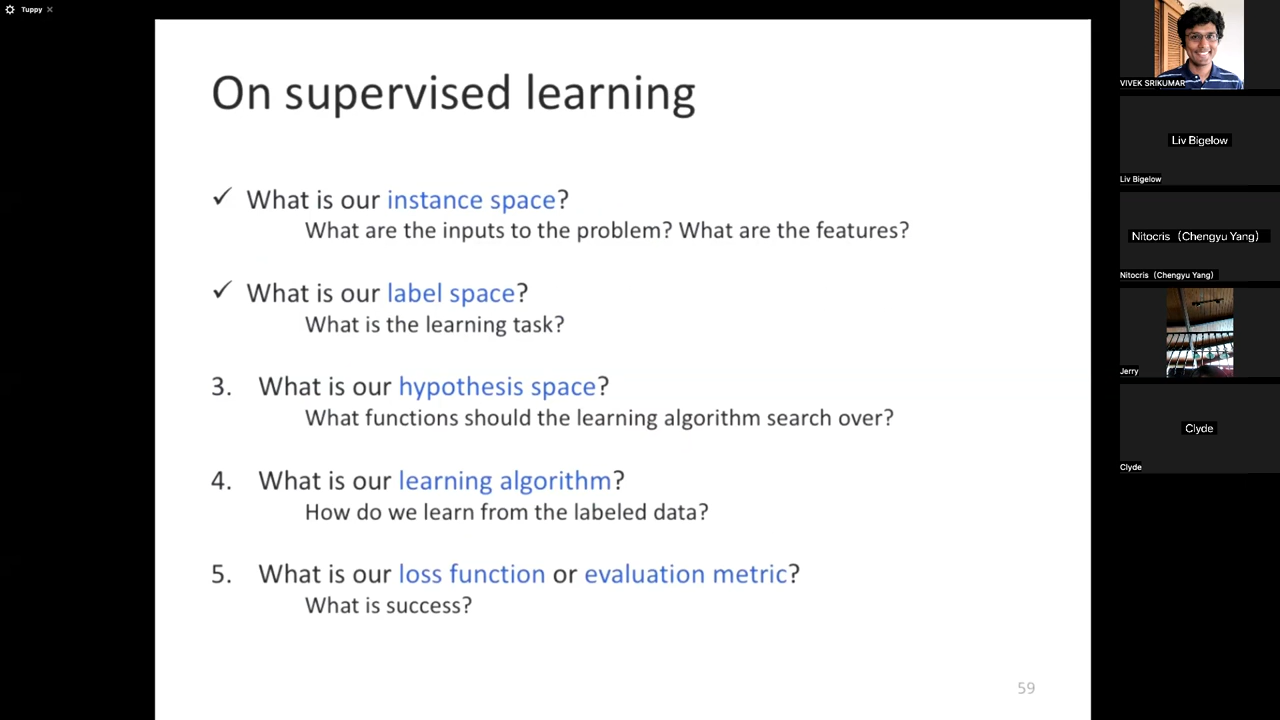 Tuppy
On supervised learning
✓ What is our instance space?
What are the inputs to the problem? What are the features?
✓ What is our label space?
What is the learning task?
3. What is our hypothesis space?
What functions should the learning algorithm search over?
4. What is our learning algorithm?
How do we learn from the labeled data?
5. What is our loss function or evaluation metric?
What is success?
59
VIVEK SRIKUMAR
Liv Bigelow
Liv Bigelow
Nitocris（Chengyu Yang）
Nitocris（Chengyu Yang）
Jerry
Clyde
Clyde